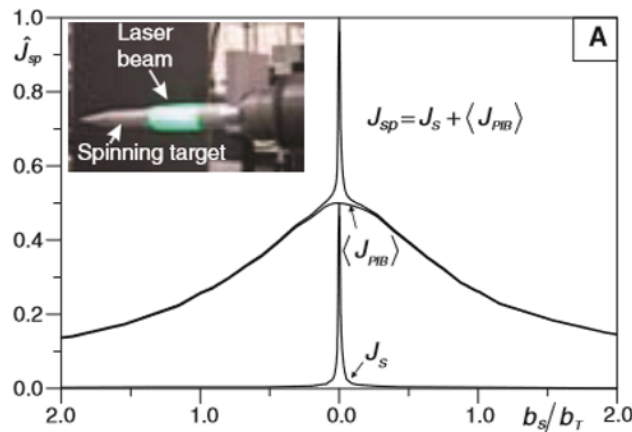 1.0
A
Ĵsp
Laser
beam
Spinning target
Jsp = Js + ⟨JPIB⟩
0.8
0.6
0.4
⟨JPIB⟩
0.2
Js
0.0
2.0 1.0 0.0 1.0 2.0
bs/bT